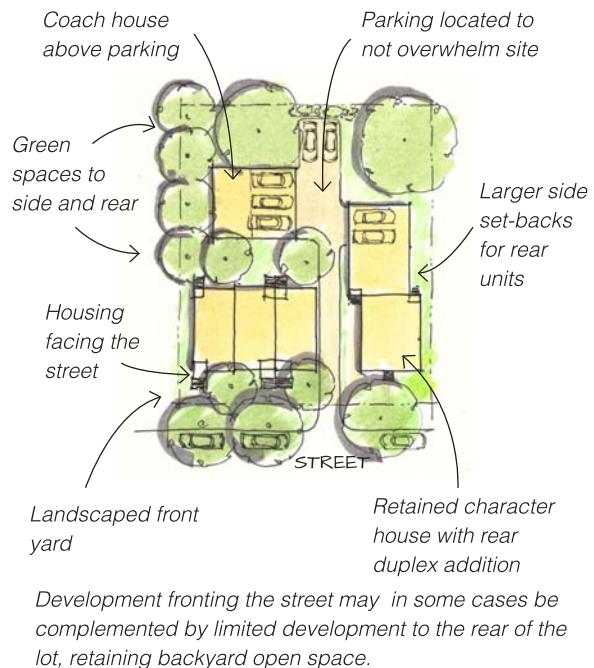 Coach house
above parking
Parking located to
not overwhelm site
Green
spaces to
side and rear
Larger side
set-backs
for rear
units
Housing
facing the
street
STREET
Landscaped front
yard
Retained character
house with rear
duplex addition
Development fronting the street may in some cases be
complemented by limited development to the rear of the
lot, retaining backyard open space.